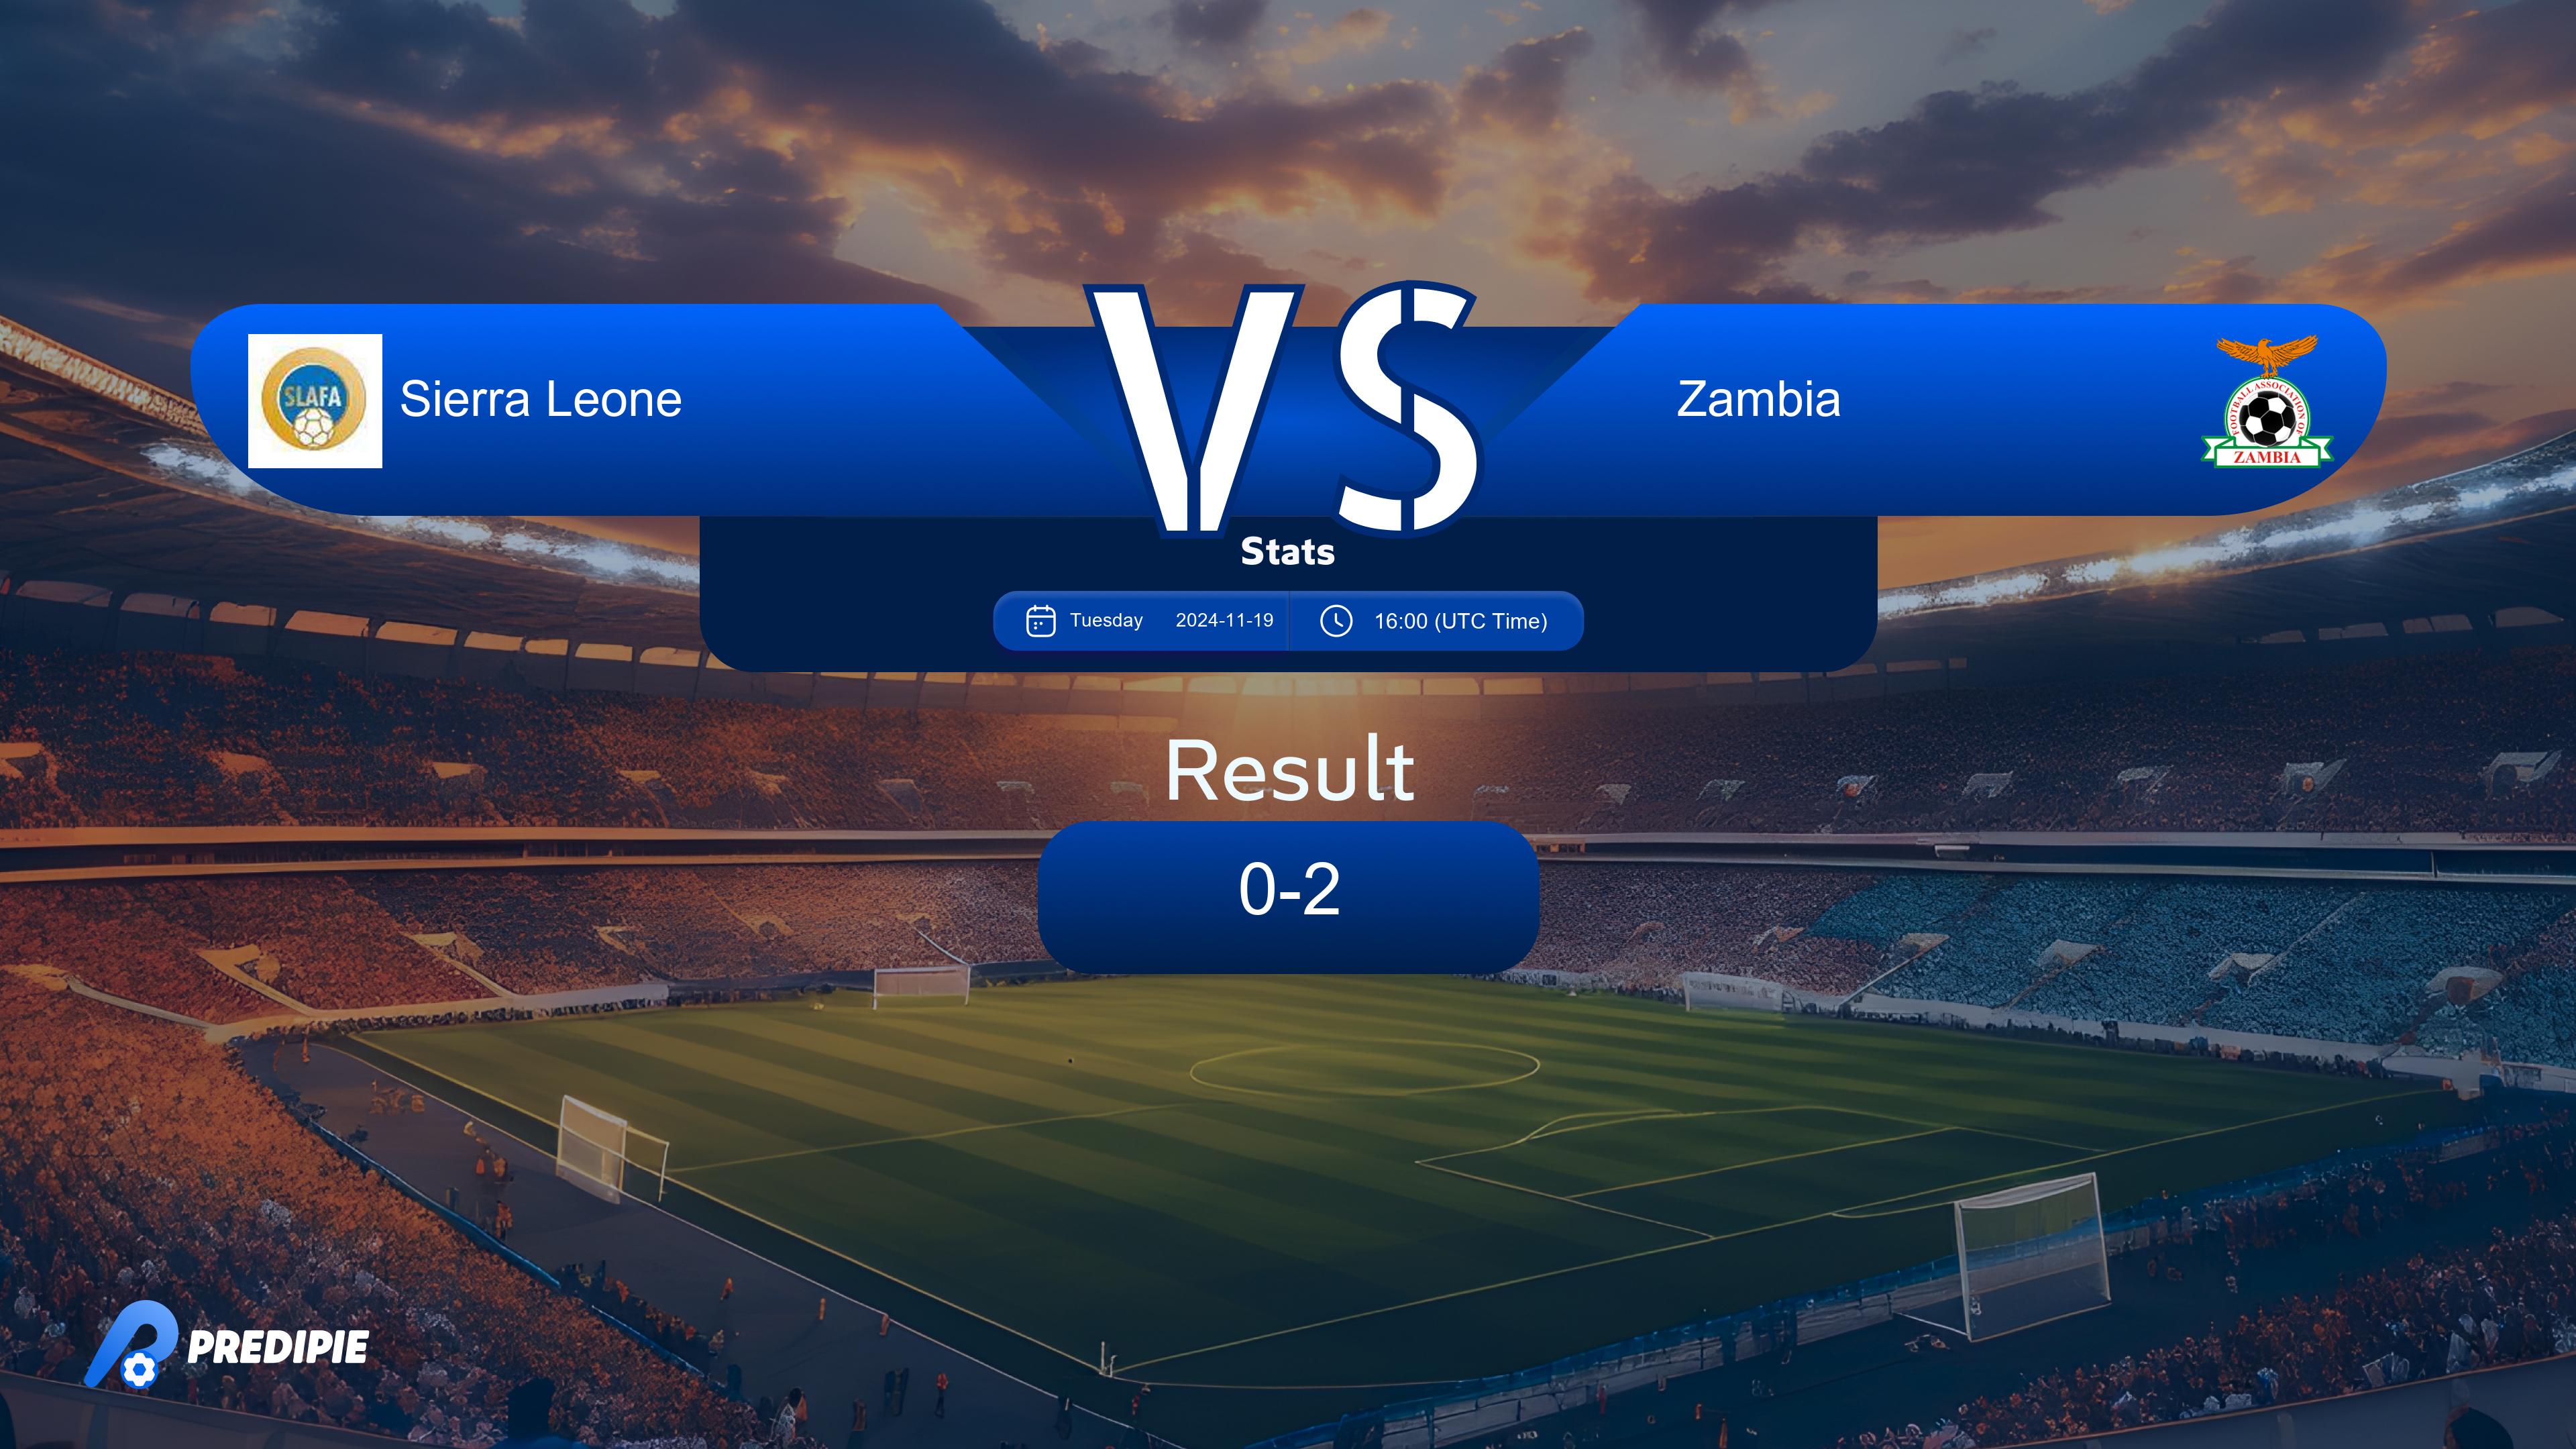 VS
SLAFA
Sierra Leone
Zambia
FOOTBALL ASSOCIATION OF
ZAMBIA
Stats
Tuesday 2024-11-19 16:00 (UTC Time)
Result
0-2
PREDIPIE